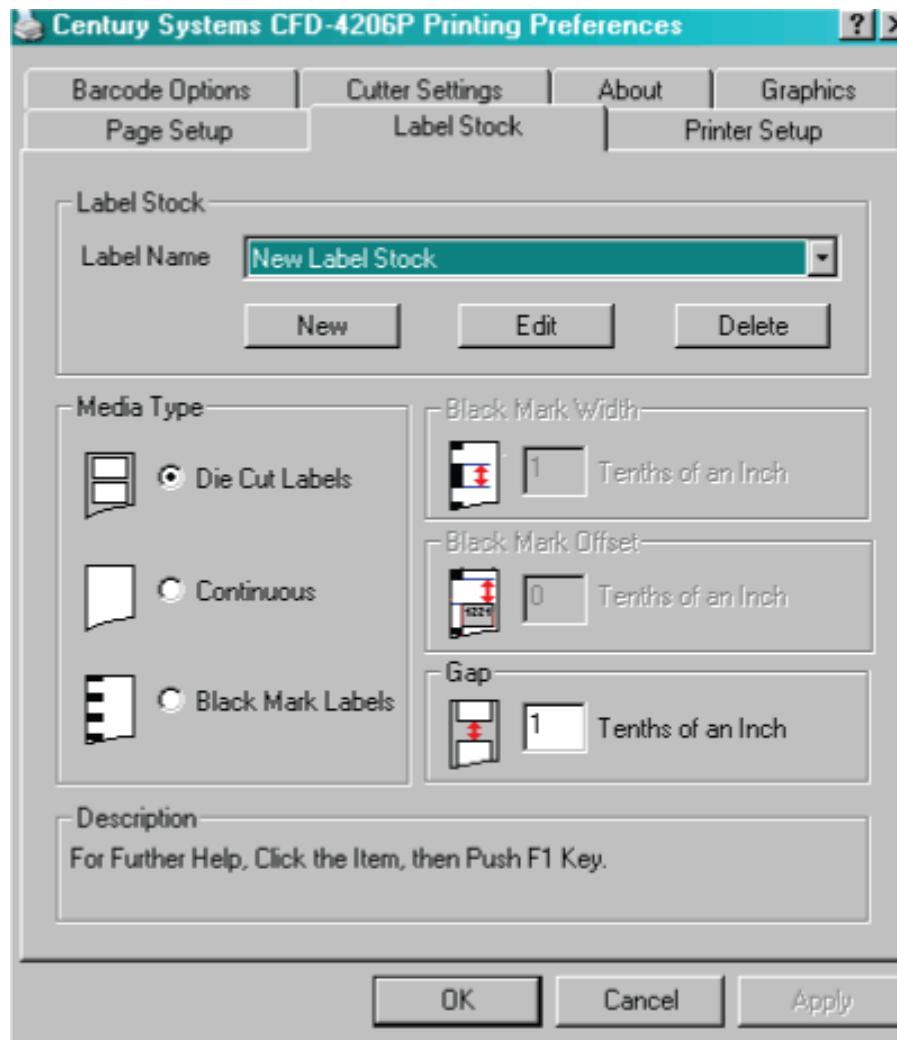 Century Systems CFD-4206P Printing Preferences
Barcode Options Cutter Settings About Graphics
Page Setup Label Stock Printer Setup
Label Stock
Label Name New Label Stock
New Edit Delete
Media Type
Die Cut Labels
Continuous
Black Mark Labels
Black Mark Width
1 Tenths of an Inch
Black Mark Offset
0 Tenths of an Inch
Gap
1 Tenths of an Inch
Description
For Further Help, Click the Item, then Push F1 Key.
OK Cancel Apply